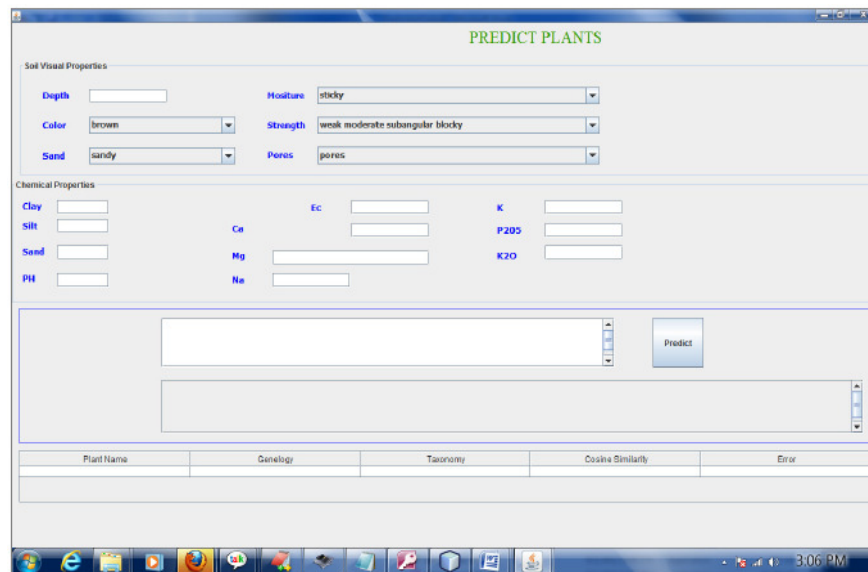 PREDICT PLANTS
Soil Visual Properties
Depth Mositure sticky
Color brown Strength weak moderate subangular blocky
Sand sandy Pores pores
Chemical Properties
Clay Ec K
Silt Ca P2O5
Sand Mg K2O
PH Na
Predict
Plant Name Genelogy Taxonomy Cosine Similarity Error
talk
3:06 PM